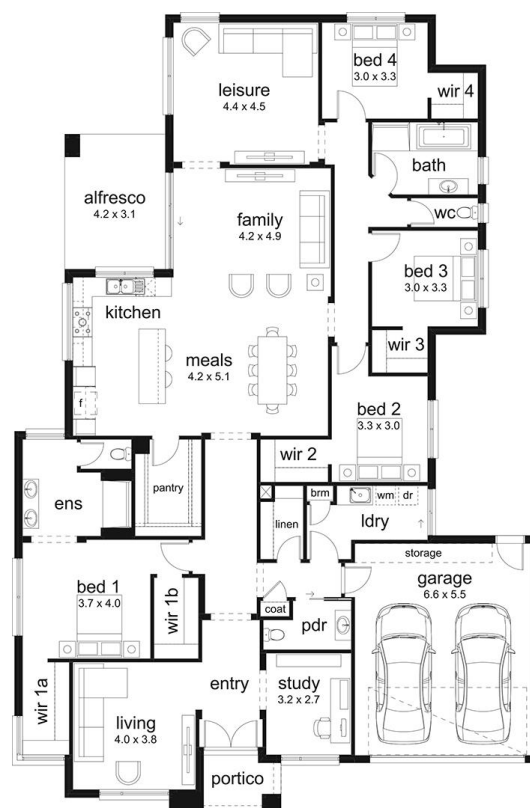 bed 4
3.0 x 3.3
leisure
4.4 x 4.5
wir 4
bath
alfresco
4.2 x 3.1
wc
family
4.2 x 4.9
bed 3
3.0 x 3.3
kitchen
wir 3
meals
4.2 x 5.1
f
bed 2
3.3 x 3.0
wir 2
pantry
ens
brm
wm
dr
linen
ldry
storage
garage
6.6 x 5.5
bed 1
3.7 x 4.0
wir 1b
coat
pdr
wir 1a
entry
study
3.2 x 2.7
living
4.0 x 3.8
portico